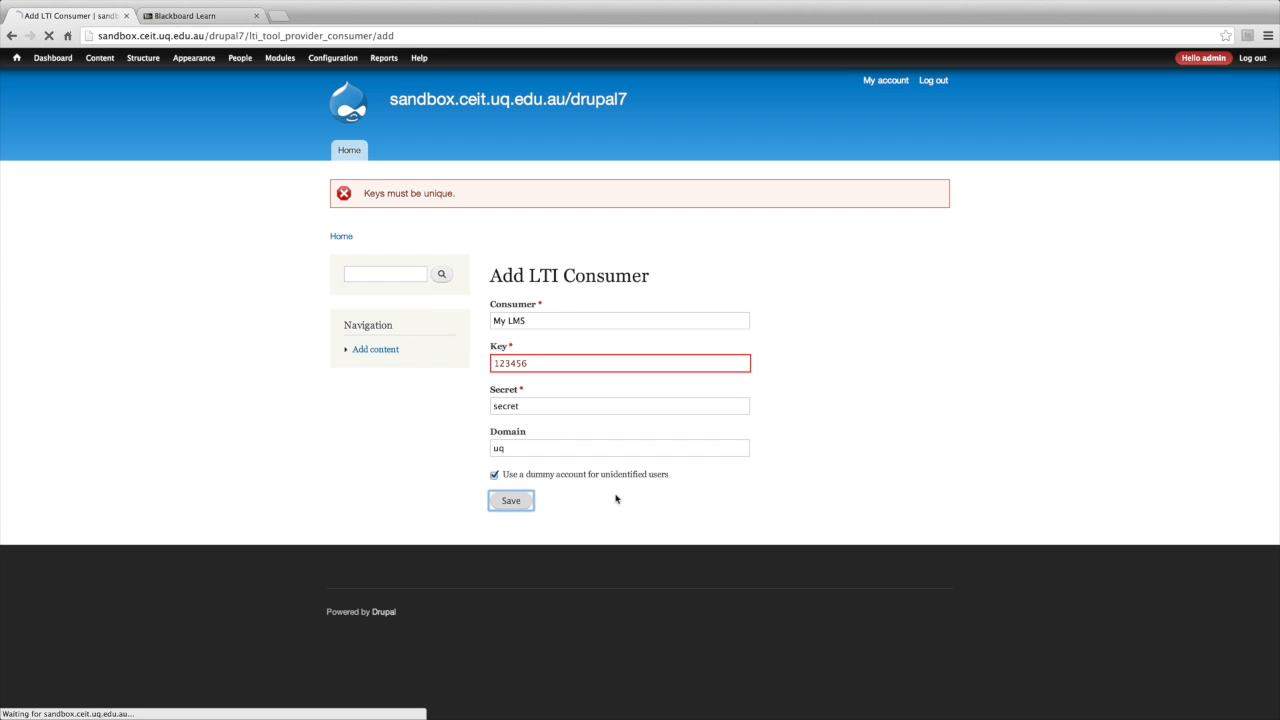 Add LTI Consumer | sandb
Blackboard Learn
sandbox.ceit.uq.edu.au/drupal7/lti_tool_provider_consumer/add
Dashboard Content Structure Appearance People Modules Configuration Reports Help
Hello admin Log out
My account Log out
sandbox.ceit.uq.edu.au/drupal7
Home
Keys must be unique.
Home
Navigation
Add content
Add LTI Consumer
Consumer *
My LMS
Key *
123456
Secret *
secret
Domain
uq
Use a dummy account for unidentified users
Save
Powered by Drupal
Waiting for sandbox.ceit.uq.edu.au...